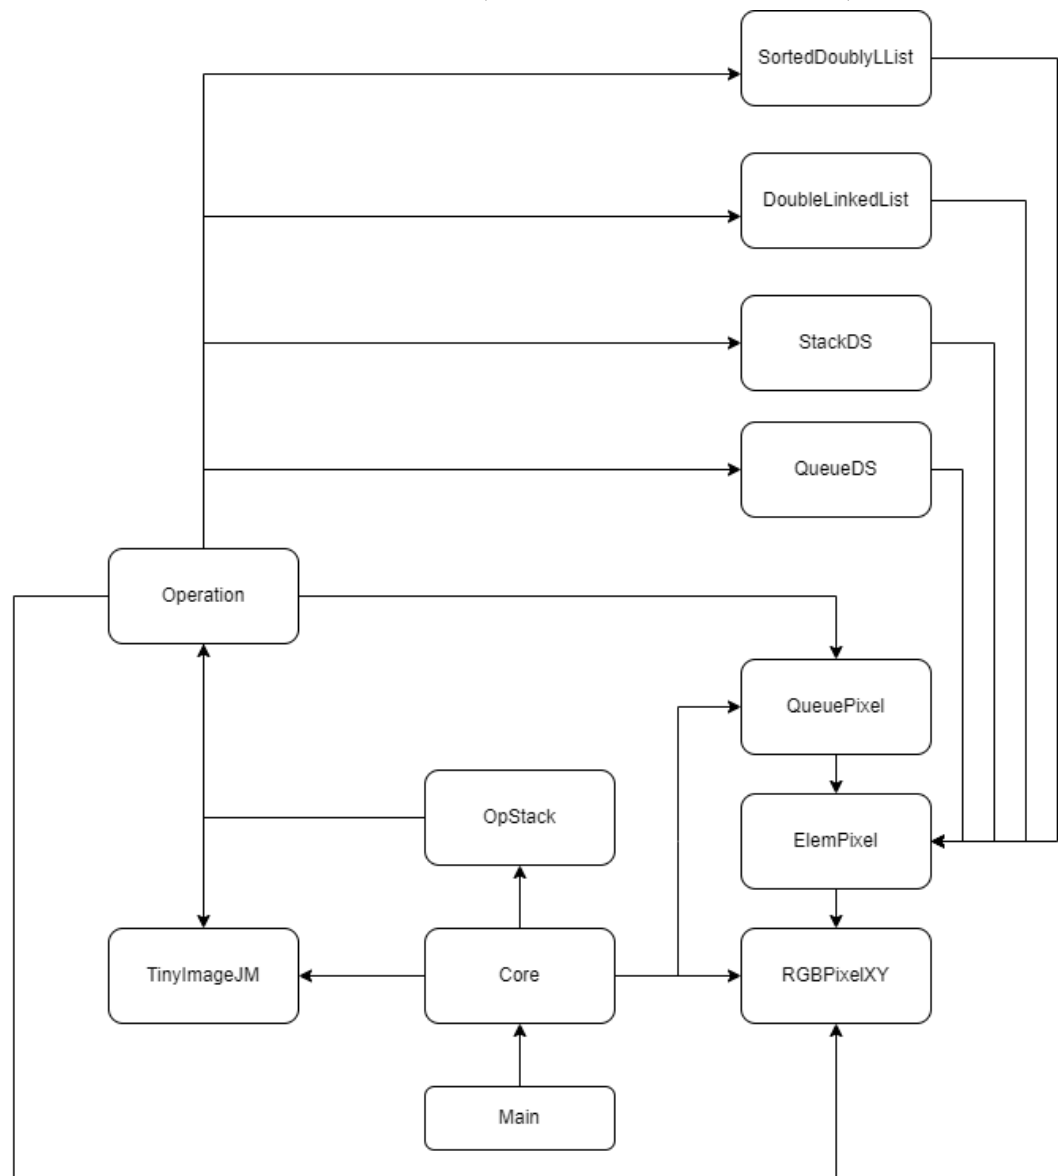 SortedDoublyLList
DoubleLinkedList
StackDS
QueueDS
Operation
QueuePixel
OpStack
ElemPixel
TinyImageJM
Core
RGBPixelXY
Main